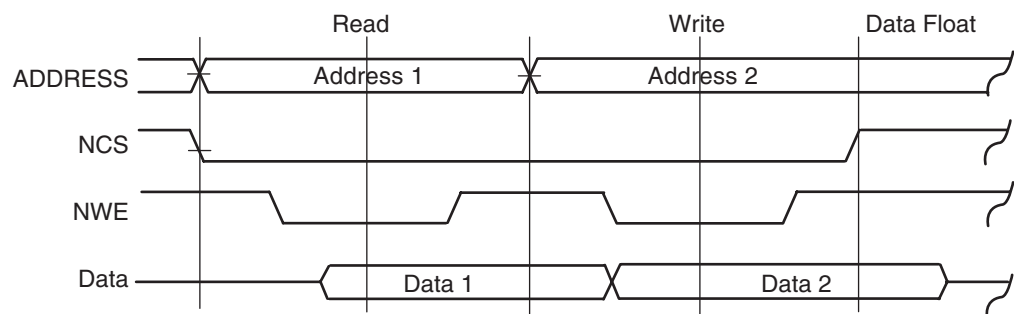 Read Write Data Float
ADDRESS Address 1 Address 2
NCS
NWE
Data Data 1 Data 2